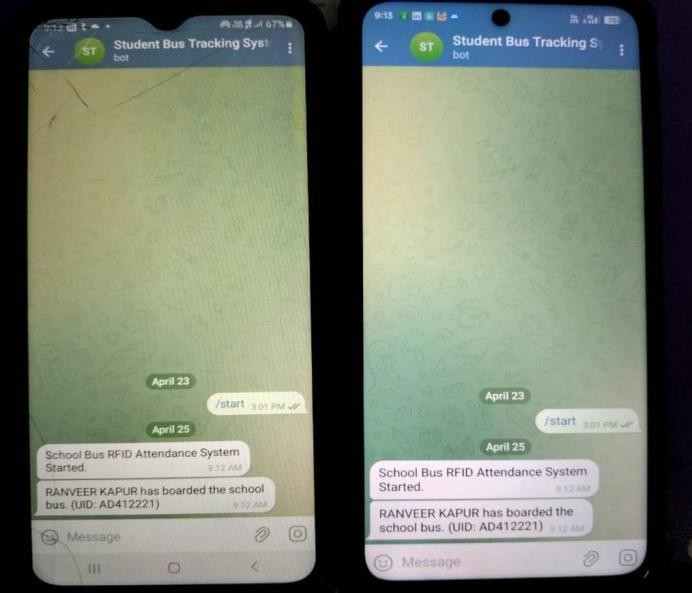 67%
ST
Student Bus Tracking Syst
bot
April 23
/start 3:01 PM
April 25
School Bus RFID Attendance System
Started. 9:12 AM
RANVEER KAPUR has boarded the school
bus. (UID: AD412221) 9:12 AM
Message
9:13
ST
Student Bus Tracking Sy
bot
April 23
/start 3:01 PM
April 25
School Bus RFID Attendance System
Started. 9:12 AM
RANVEER KAPUR has boarded the
school bus. (UID: AD412221) 9:12 AM
Message